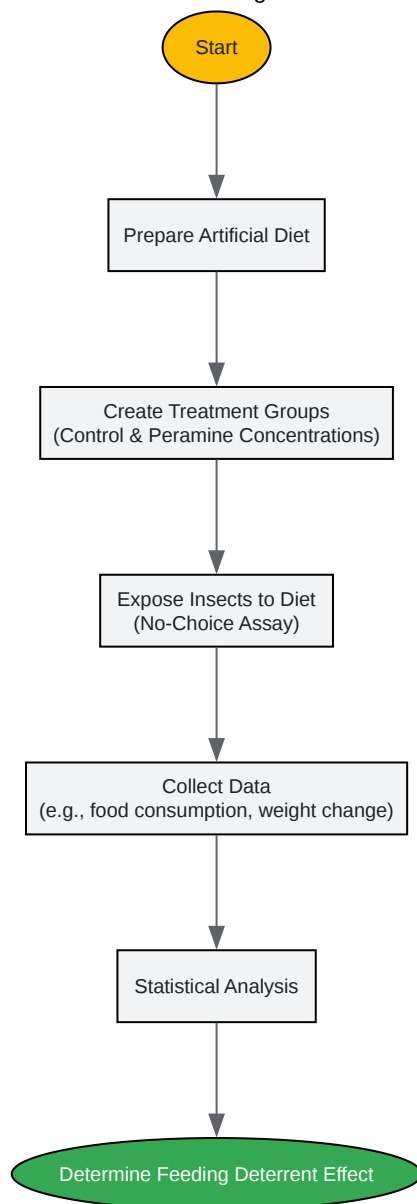 Start
Prepare Artificial Diet
Create Treatment Groups
(Control & Peramine Concentrations)
Expose Insects to Diet
(No-Choice Assay)
Collect Data
(e.g., food consumption, weight change)
Statistical Analysis
Determine Feeding Deterrent Effect